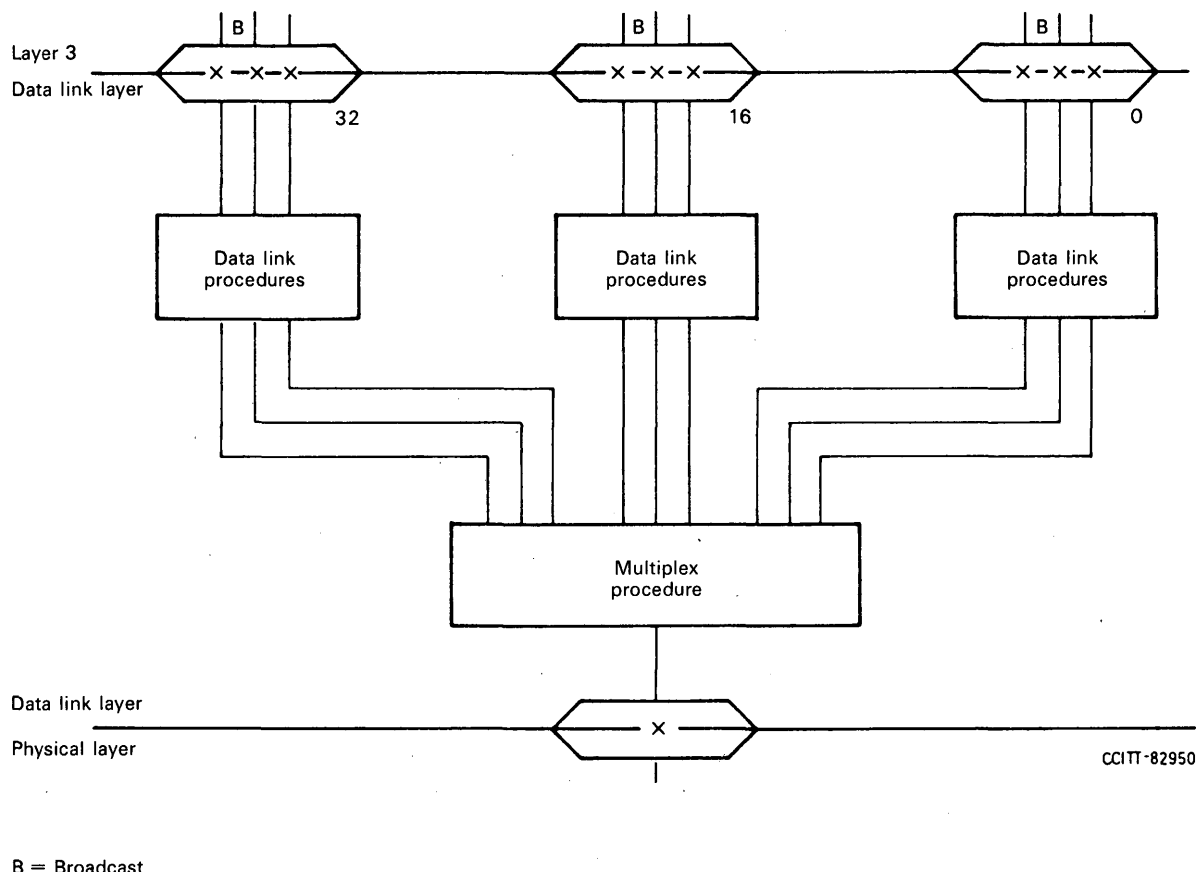 B
B
B
Layer 3
Data link layer
32
16
0
Data link
procedures
Data link
procedures
Data link
procedures
Multiplex
procedure
Data link layer
Physical layer
CCITT-82950
B = Broadcast